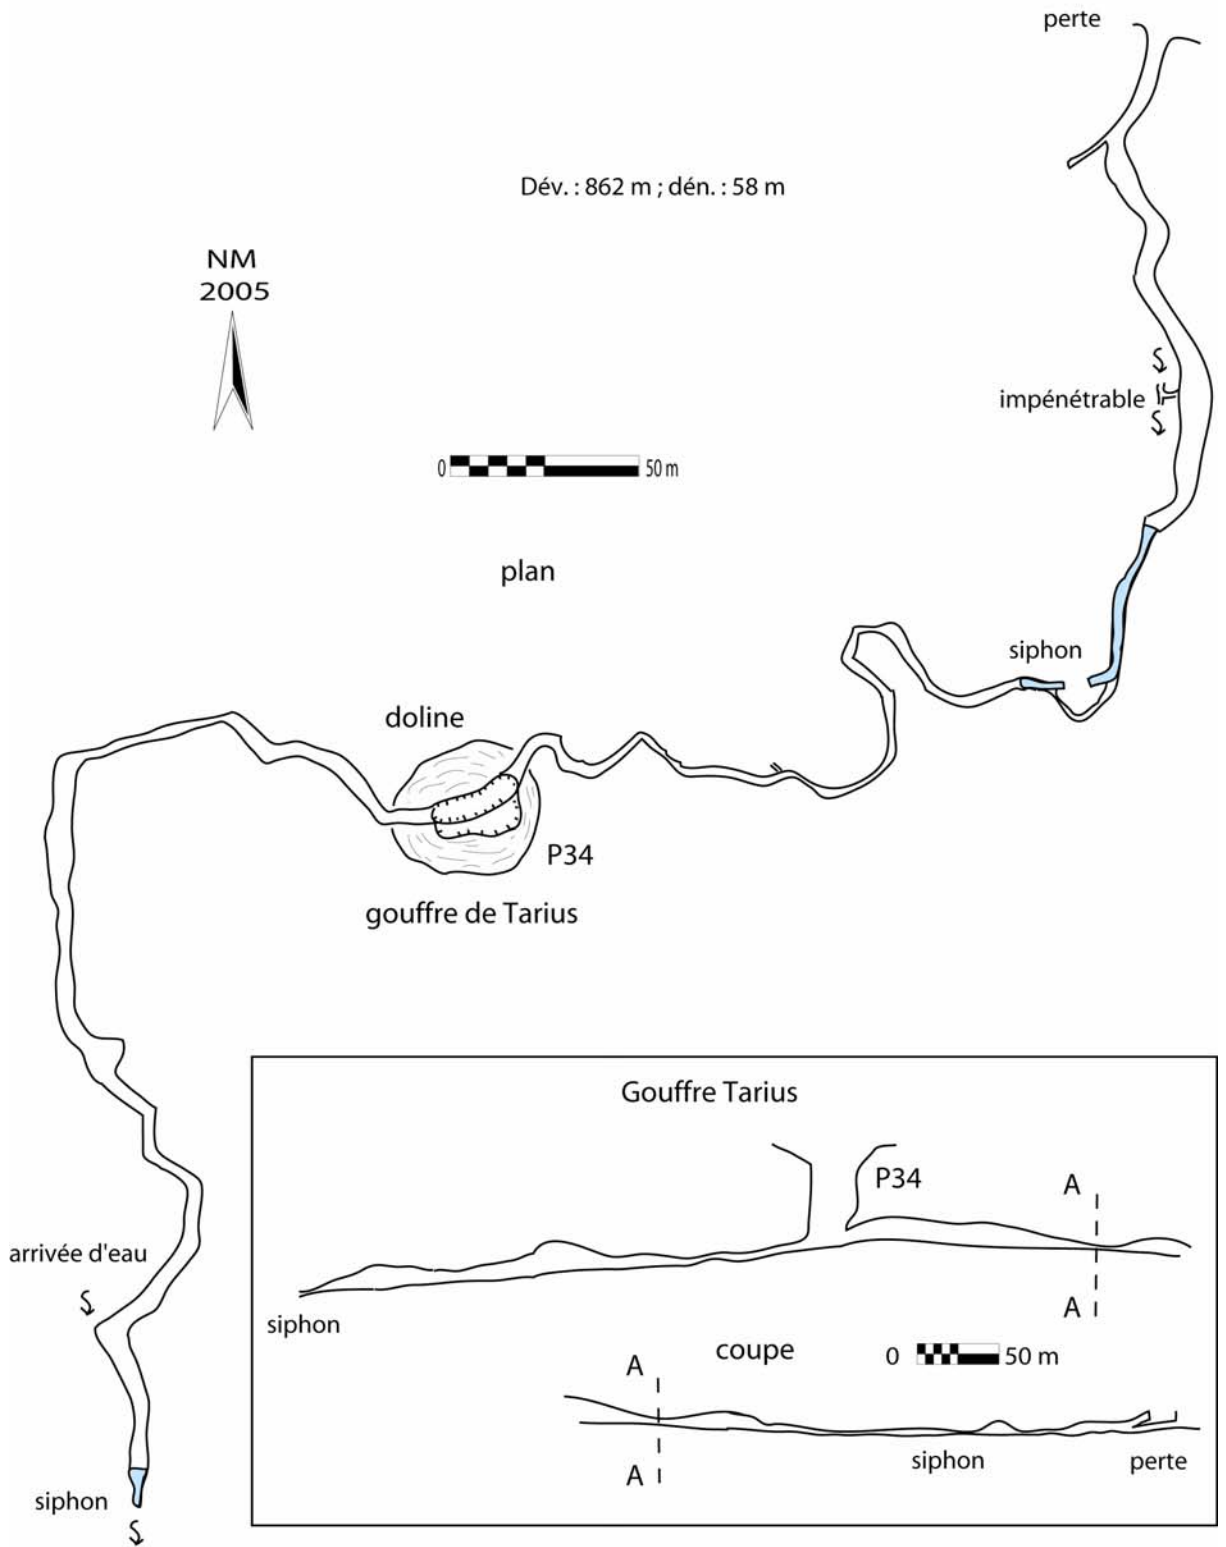 perte
Dév. : 862 m ; dén. : 58 m
NM
2005
impénétrable
0 50 m
plan
siphon
doline
P34
gouffre de Tarius
arrivée d'eau
siphon
Gouffre Tarius
P34
A
A
siphon
coupe
0 50 m
A
A
siphon
perte